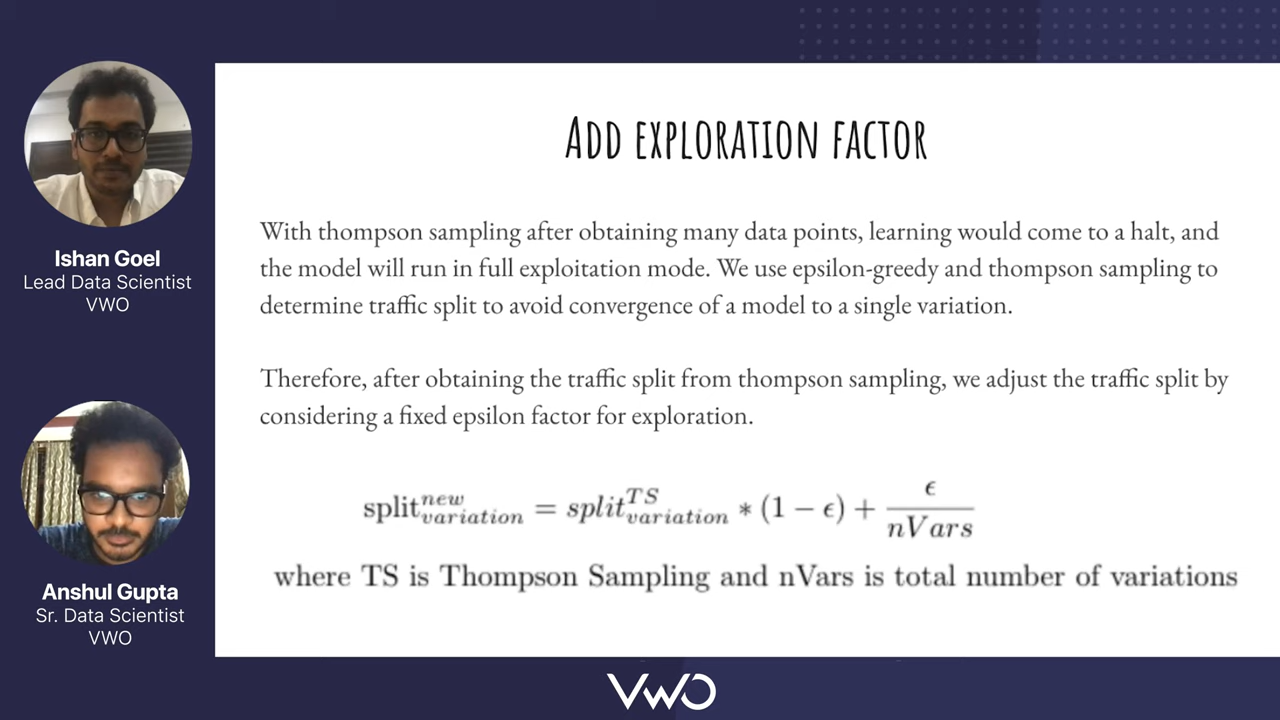 Ishan Goel
Lead Data Scientist
VWO
Anshul Gupta
Sr. Data Scientist
VWO
ADD EXPLORATION FACTOR
With thompson sampling after obtaining many data points, learning would come to a halt, and
the model will run in full exploitation mode. We use epsilon-greedy and thompson sampling to
determine traffic split to avoid convergence of a model to a single variation.
Therefore, after obtaining the traffic split from thompson sampling, we adjust the traffic split by
considering a fixed epsilon factor for exploration.
split^{new}_{variation} = split^{TS}_{variation} * (1 − ϵ) + \frac{ϵ}{nVars}
where TS is Thompson Sampling and nVars is total number of variations
VWO